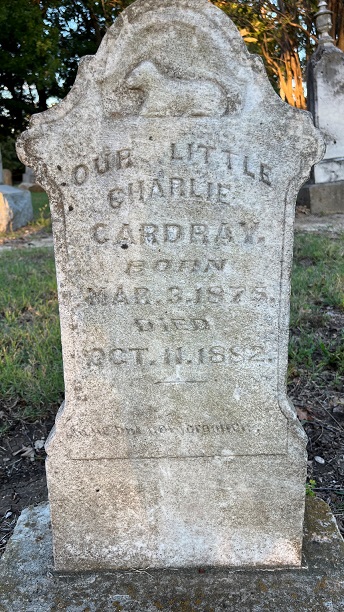 OUR LITTLE
CHARLIE
CARDRAY.
BORN
MAR. 3. 1875.
DIED
OCT. 11. 1882.